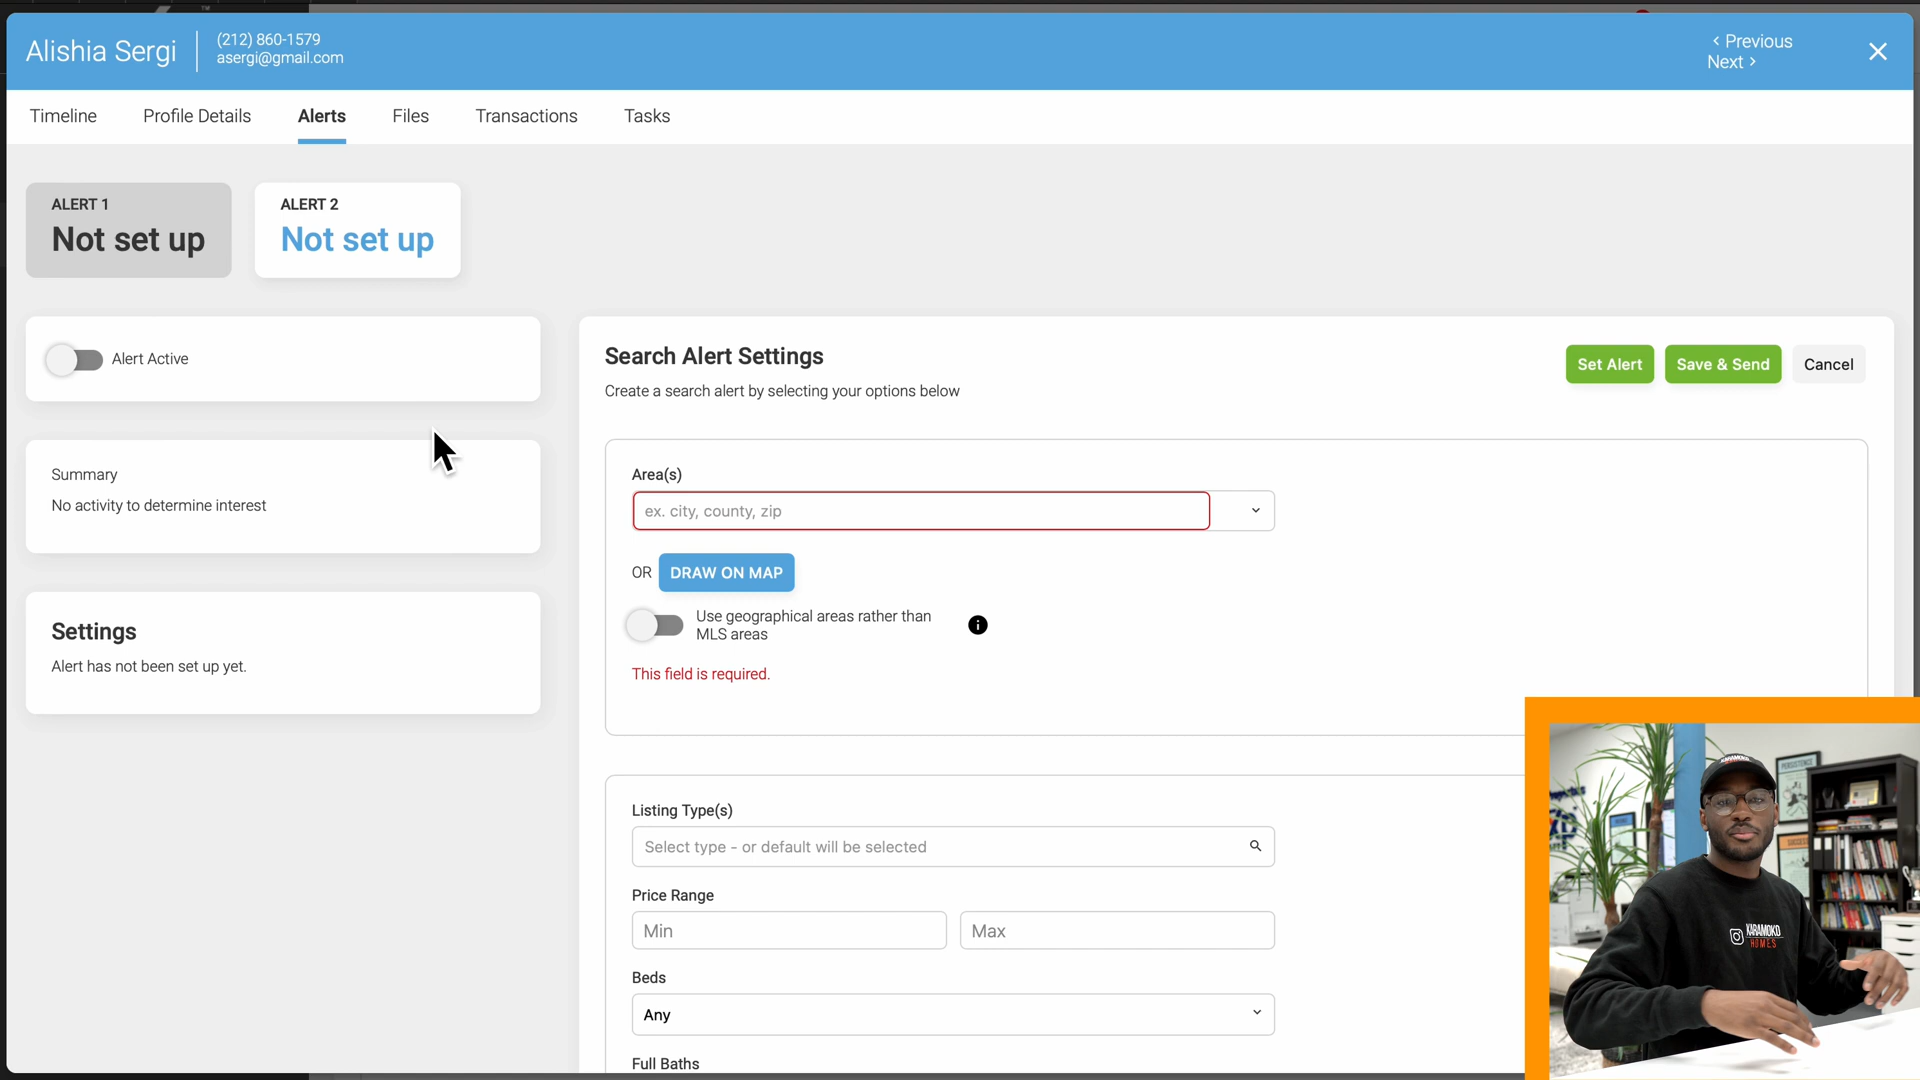 Alishia Sergi
(212) 860-1579
asergi@gmail.com
< Previous
Next >
Timeline
Profile Details
Alerts
Files
Transactions
Tasks
ALERT 1
Not set up
ALERT 2
Not set up
Alert Active
Summary
No activity to determine interest
Settings
Alert has not been set up yet.
Search Alert Settings
Create a search alert by selecting your options below
Set Alert
Save & Send
Cancel
Area(s)
ex. city, county, zip
OR
DRAW ON MAP
Use geographical areas rather than
MLS areas
This field is required.
Listing Type(s)
Select type - or default will be selected
Price Range
Min
Max
Beds
Any
Full Baths
PERSISTENCE
KARAMOKO
HOMES